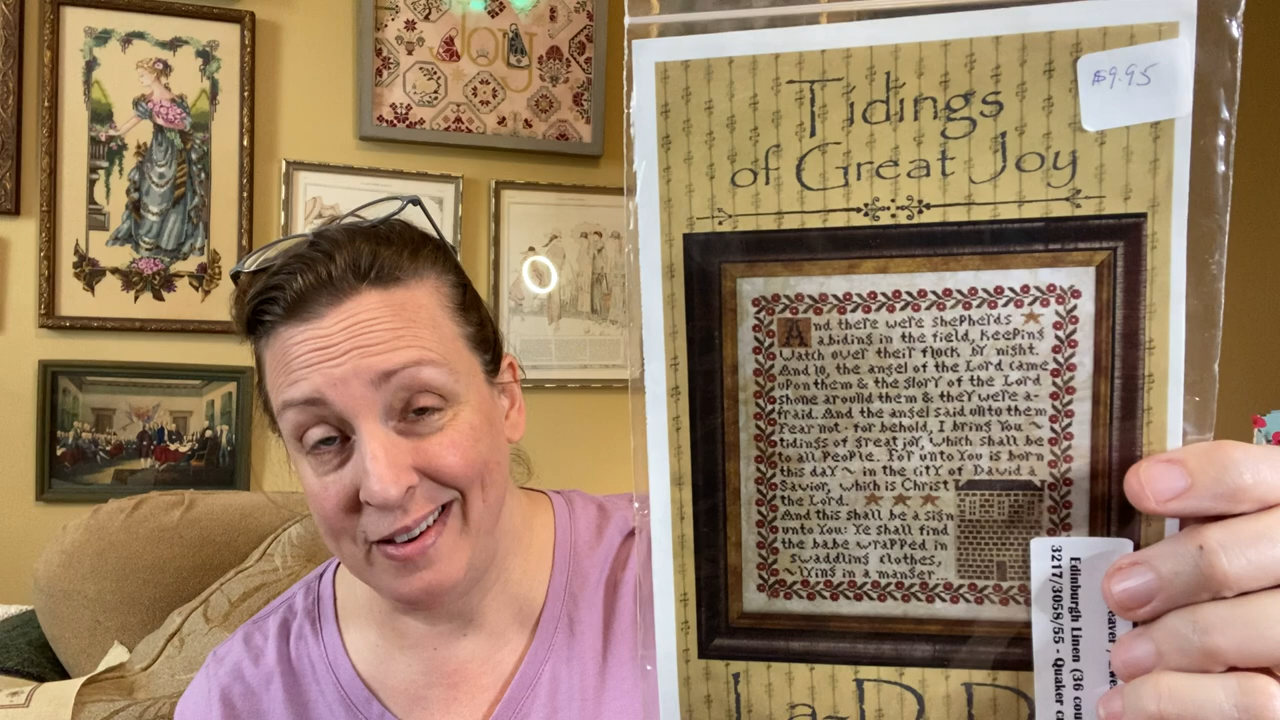 JOY
$9.95
Tidings
of Great Joy
And there were shepherds
abiding in the field, keeping
watch over their flock by night.
And lo, the angel of the Lord came
upon them & the glory of the Lord
shone around them & they were a-
fraid. And the angel said unto them
Fear not - for behold, I bring you ~
tidings of great joy, which shall be
to all people. For unto you is born
this day ~ in the city of David a
Savior, which is Christ
the Lord.
And this shall be a sign
unto you: Ye shall find
the babe wrapped in
swaddling clothes,
~lying in a manger...
Edinburgh Linen (36 cou
3217/3058/55 - Quaker c
La-D-D